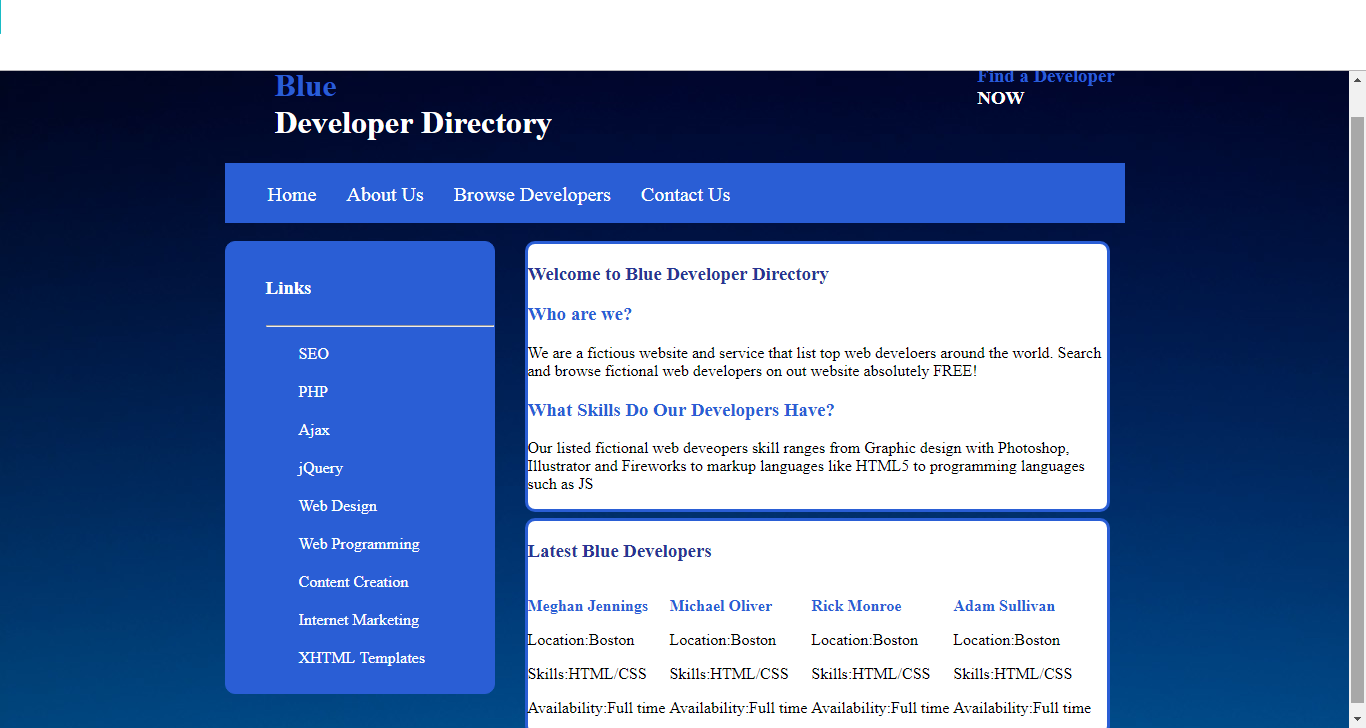 Blue
Developer Directory
Find a Developer
NOW
Home About Us Browse Developers Contact Us
Links
SEO
PHP
Ajax
jQuery
Web Design
Web Programming
Content Creation
Internet Marketing
XHTML Templates
Welcome to Blue Developer Directory
Who are we?
We are a fictious website and service that list top web develoers around the world. Search
and browse fictional web developers on out website absolutely FREE!
What Skills Do Our Developers Have?
Our listed fictional web deveopers skill ranges from Graphic design with Photoshop,
Illustrator and Fireworks to markup languages like HTML5 to programming languages
such as JS
Latest Blue Developers
Meghan Jennings Michael Oliver Rick Monroe Adam Sullivan
Location:Boston Location:Boston Location:Boston Location:Boston
Skills:HTML/CSS Skills:HTML/CSS Skills:HTML/CSS Skills:HTML/CSS
Availability:Full time Availability:Full time Availability:Full time Availability:Full time